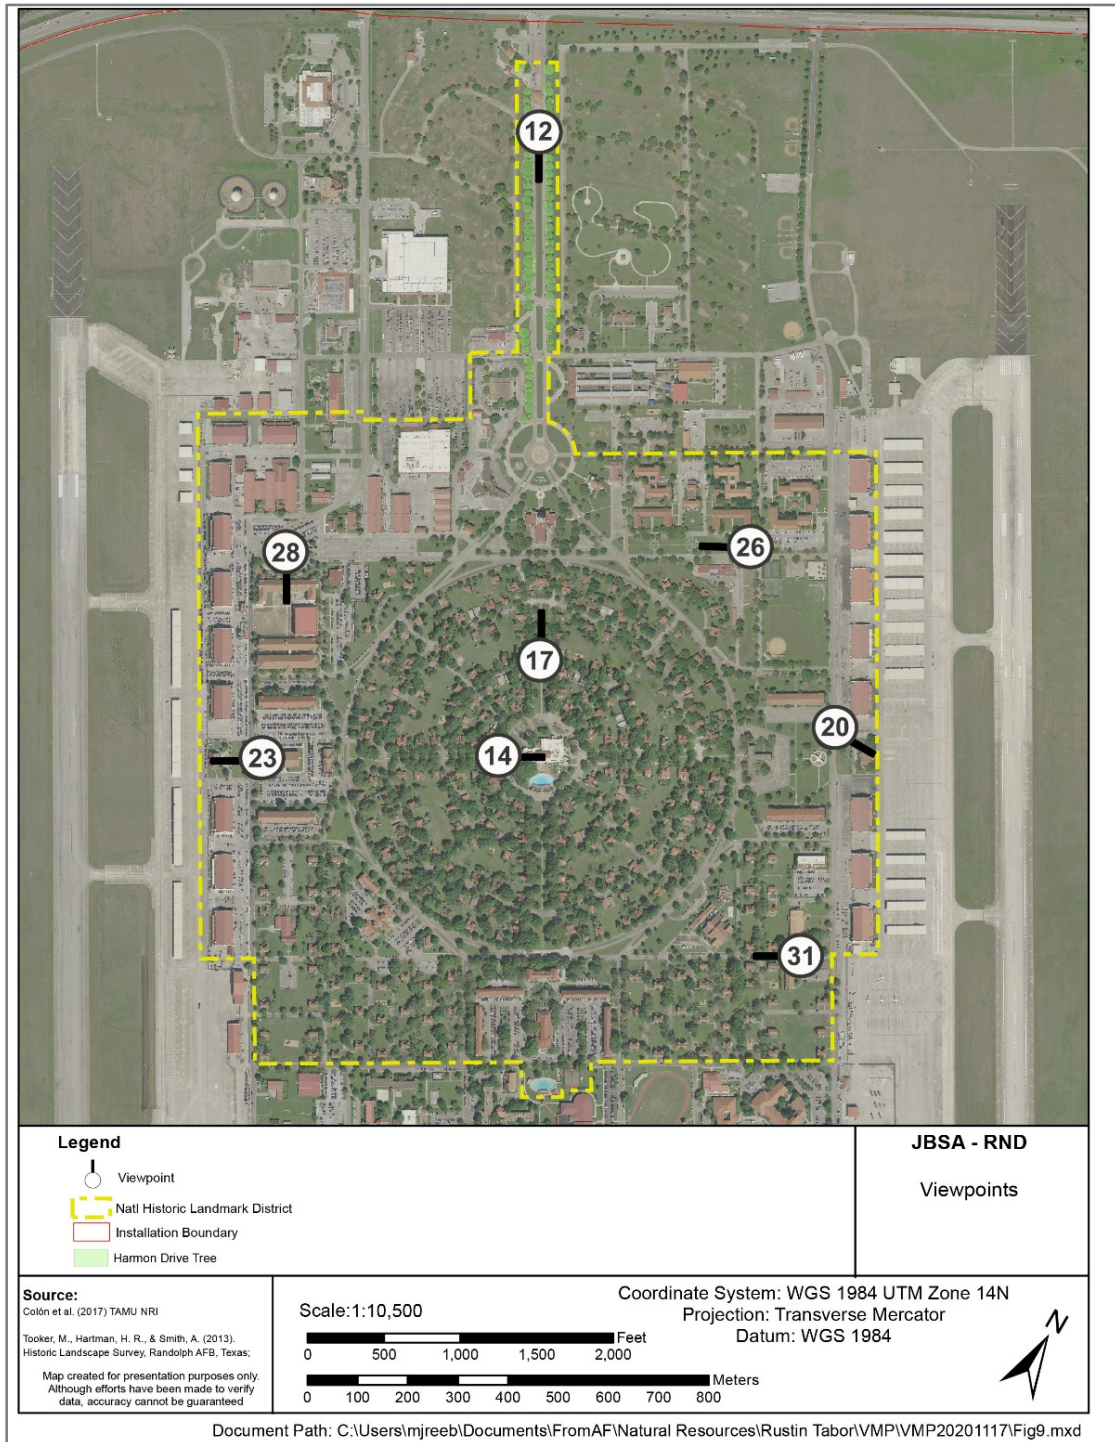 12
28
26
17
20
14
23
31
Legend
Viewpoint
Natl Historic Landmark District
Installation Boundary
Harmon Drive Tree
JBSA - RND
Viewpoints
Source:
Colón et al. (2017) TAMU NRI
Tooker, M., Hartman, H. R., & Smith, A. (2013).
Historic Landscape Survey, Randolph AFB, Texas;
Map created for presentation purposes only.
Although efforts have been made to verify
data, accuracy cannot be guaranteed
Scale:1:10,500
Feet
0 500 1,000 1,500 2,000
Meters
0 100 200 300 400 500 600 700 800
Coordinate System: WGS 1984 UTM Zone 14N
Projection: Transverse Mercator
Datum: WGS 1984
N
Document Path: C:\Users\mjreeb\Documents\FromAF\Natural Resources\Rustin Tabor\VMP\VMP20201117\Fig9.mxd